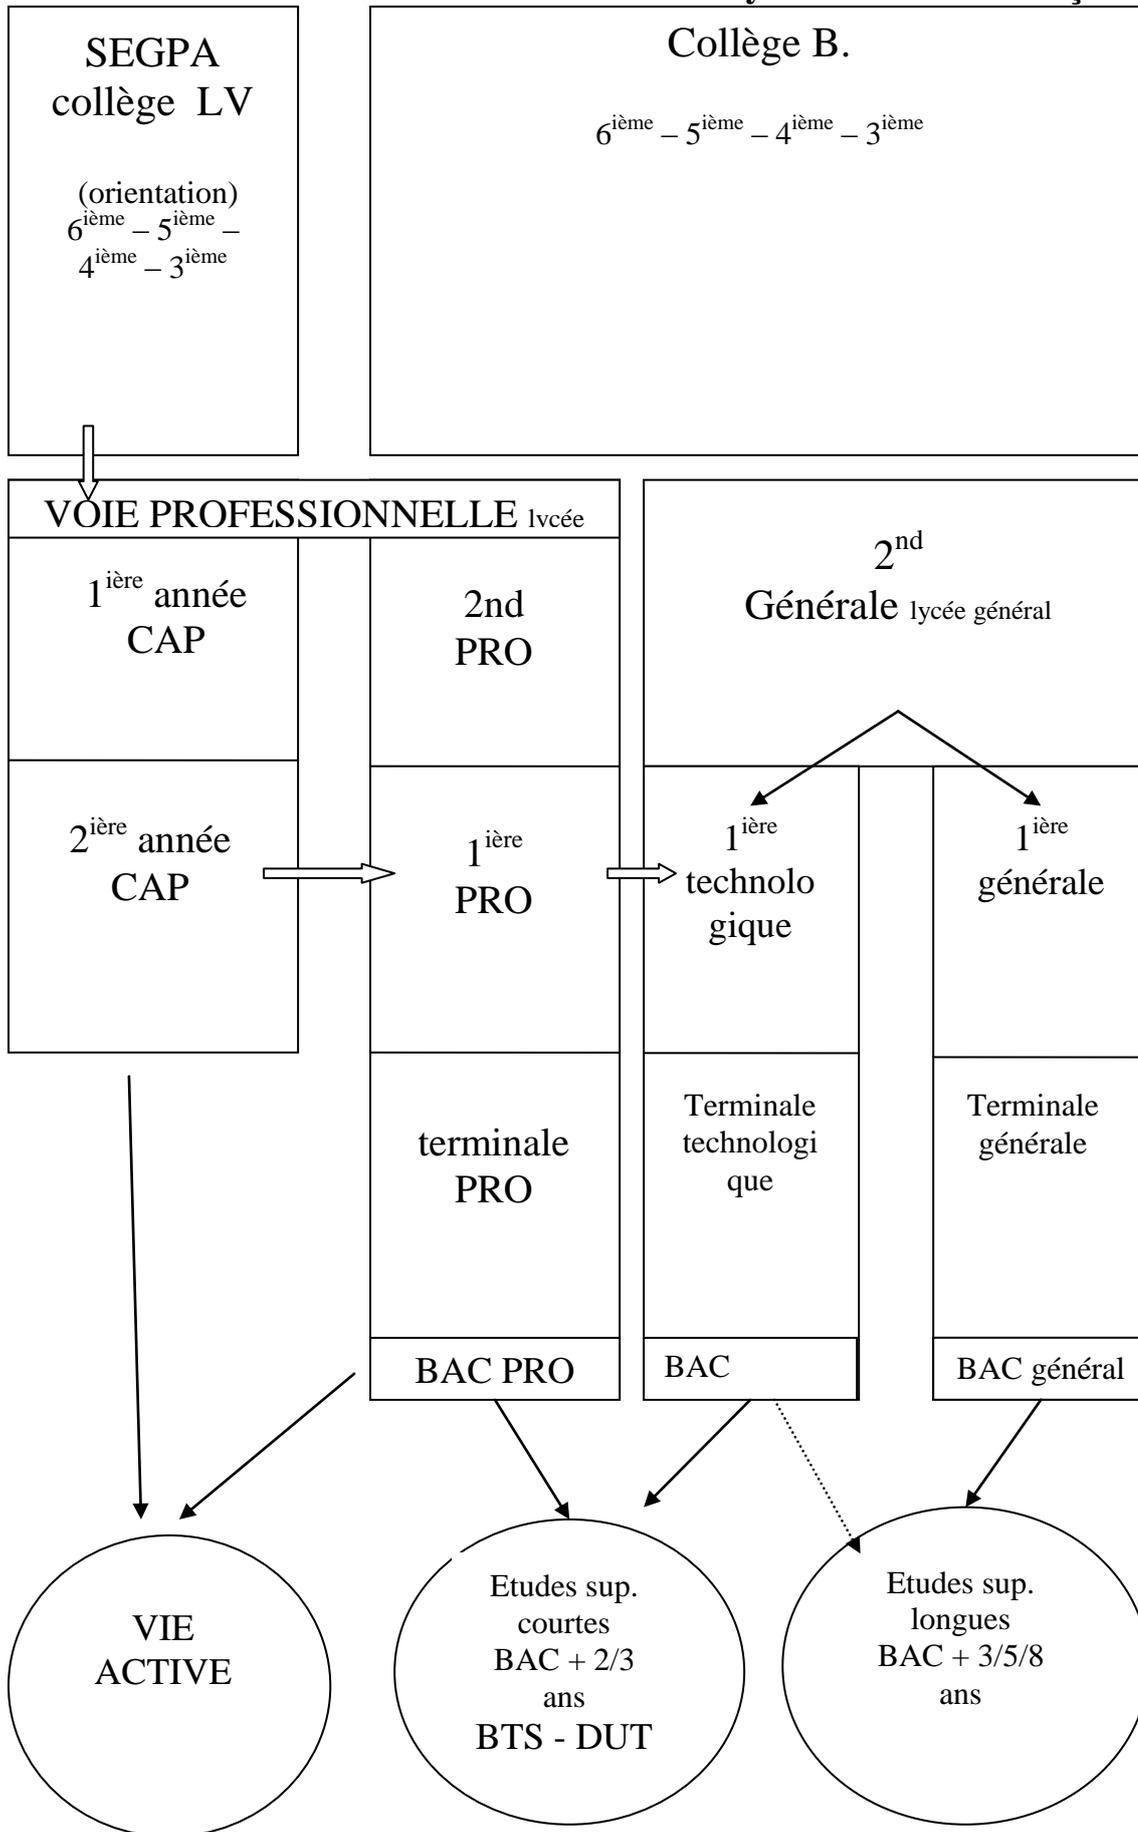 SEGPA
collège LV
(orientation)
6ième – 5ième –
4ième – 3ième
Collège B.
6ième – 5ième – 4ième – 3ième
VOIE PROFESSIONNELLE lycée
1ière année
CAP
2nd
PRO
2nd
Générale lycée général
2ière année
CAP
1ière
PRO
1ière
technolo
gique
1ière
générale
terminale
PRO
Terminale
technologi
que
Terminale
générale
BAC PRO
BAC
BAC général
VIE
ACTIVE
Etudes sup.
courtes
BAC + 2/3
ans
BTS - DUT
Etudes sup.
longues
BAC + 3/5/8
ans